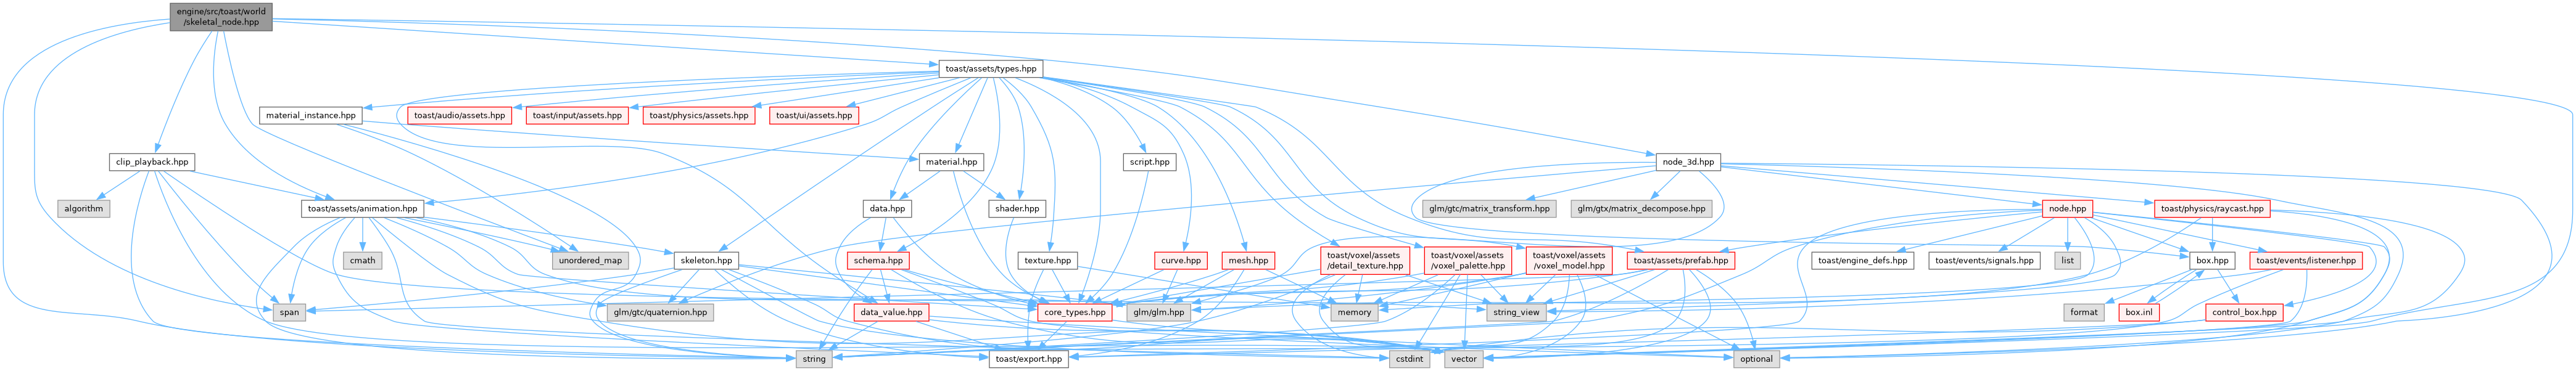 engine/src/toast/world
/skeletal_node.hpp
toast/assets/types.hpp
material_instance.hpp
toast/audio/assets.hpp
toast/input/assets.hpp
toast/physics/assets.hpp
toast/ui/assets.hpp
clip_playback.hpp
material.hpp
script.hpp
node_3d.hpp
algorithm
toast/assets/animation.hpp
data.hpp
shader.hpp
glm/gtc/matrix_transform.hpp
glm/gtx/matrix_decompose.hpp
node.hpp
toast/physics/raycast.hpp
cmath
unordered_map
skeleton.hpp
schema.hpp
texture.hpp
curve.hpp
mesh.hpp
toast/voxel/assets
/detail_texture.hpp
toast/voxel/assets
/voxel_palette.hpp
toast/voxel/assets
/voxel_model.hpp
toast/assets/prefab.hpp
toast/engine_defs.hpp
toast/events/signals.hpp
list
box.hpp
toast/events/listener.hpp
span
glm/gtc/quaternion.hpp
data_value.hpp
core_types.hpp
glm/glm.hpp
memory
string_view
format
box.inl
control_box.hpp
string
toast/export.hpp
cstdint
vector
optional